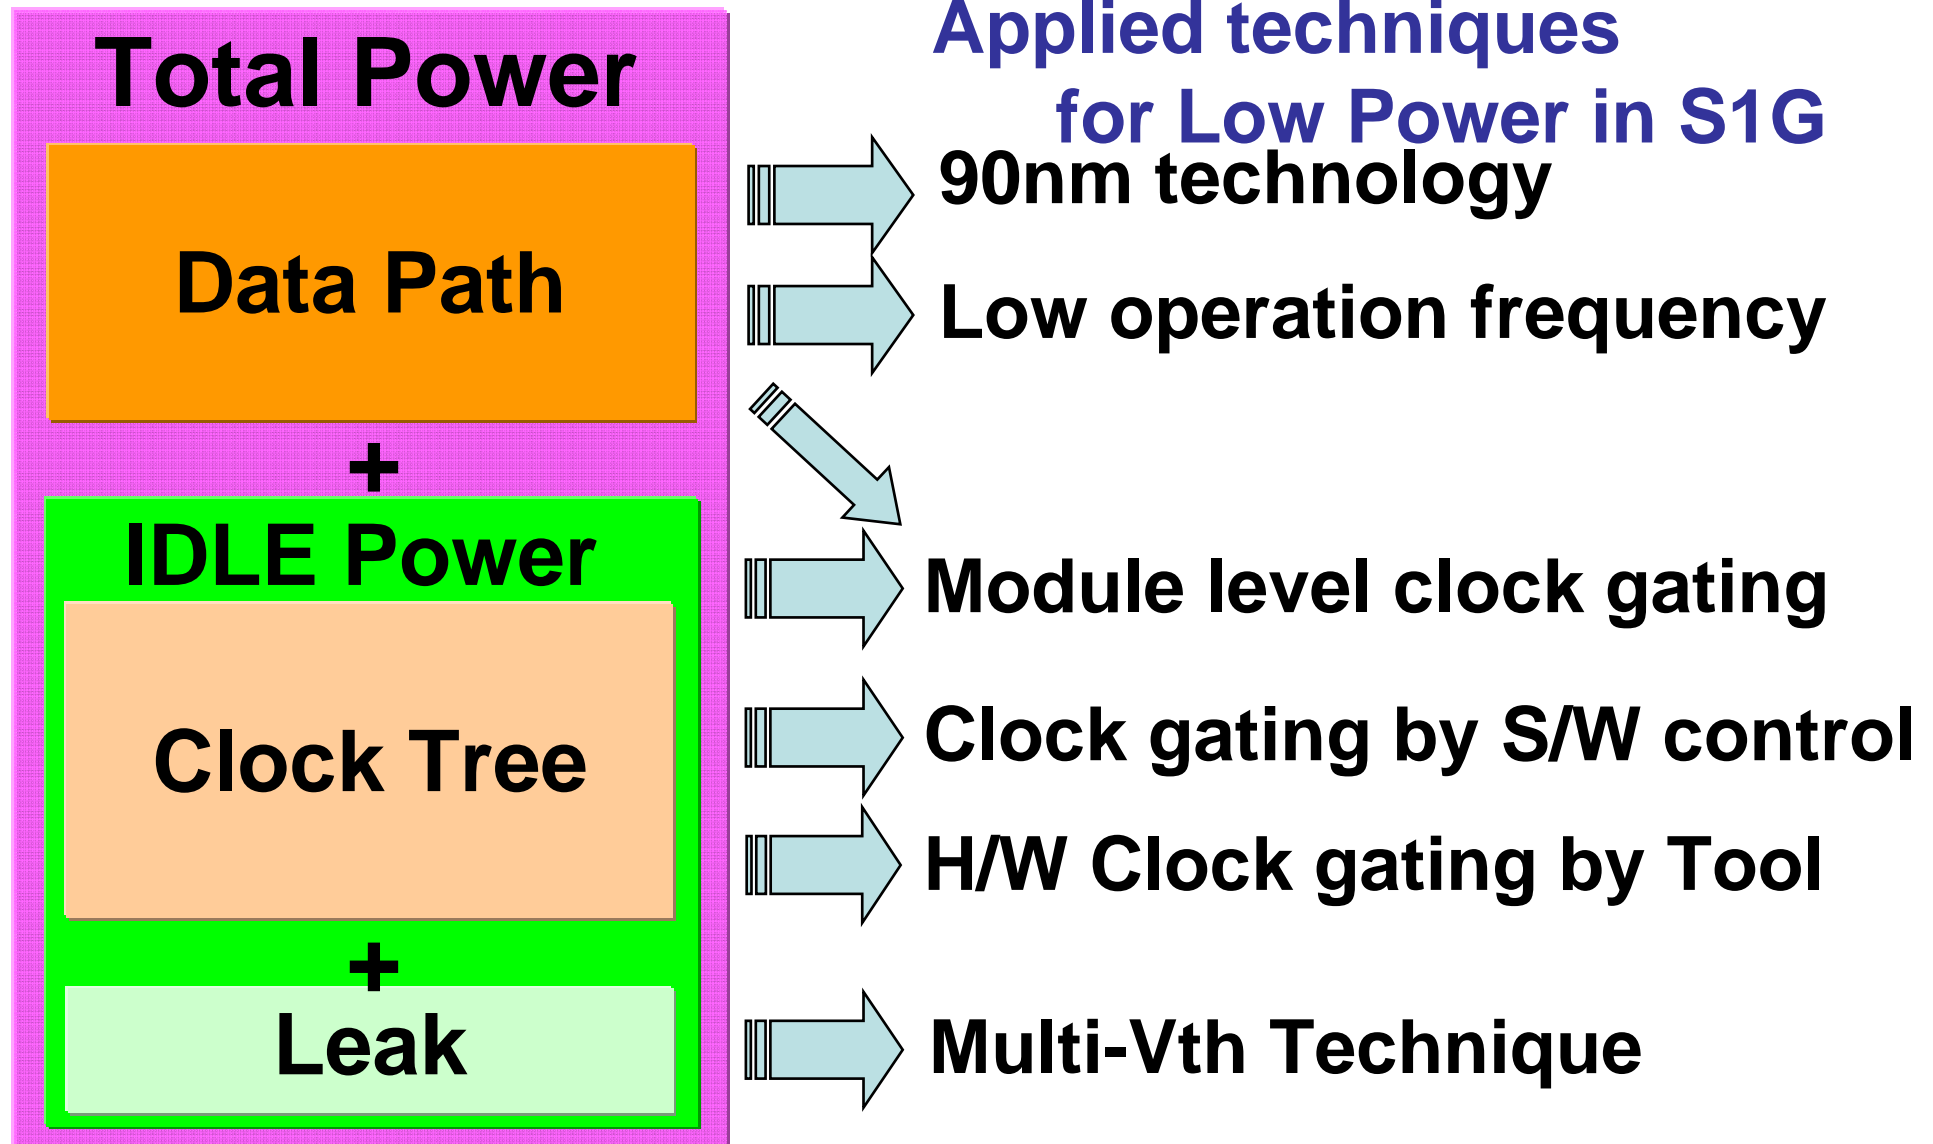 Total Power
Data Path
+
IDLE Power
Clock Tree
+
Leak
Applied techniques
for Low Power in S1G
90nm technology
Low operation frequency
Module level clock gating
Clock gating by S/W control
H/W Clock gating by Tool
Multi-Vth Technique